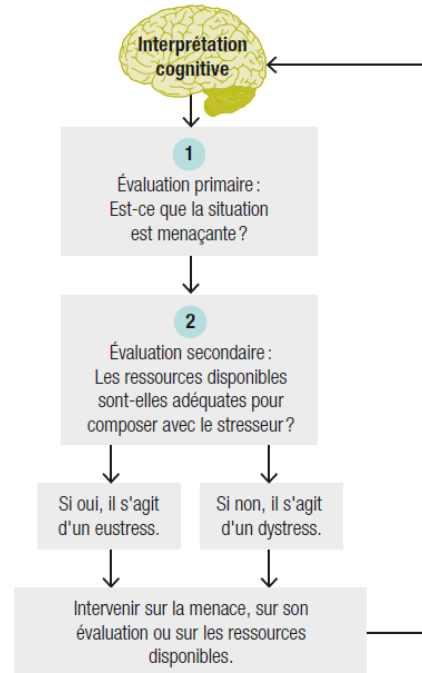 Interprétation
cognitive
1
Évaluation primaire :
Est-ce que la situation
est menaçante ?
2
Évaluation secondaire :
Les ressources disponibles
sont-elles adéquates pour
composer avec le stresseur ?
Si oui, il s'agit
d'un eustress.
Si non, il s'agit
d'un dystress.
Intervenir sur la menace, sur son
évaluation ou sur les ressources
disponibles.